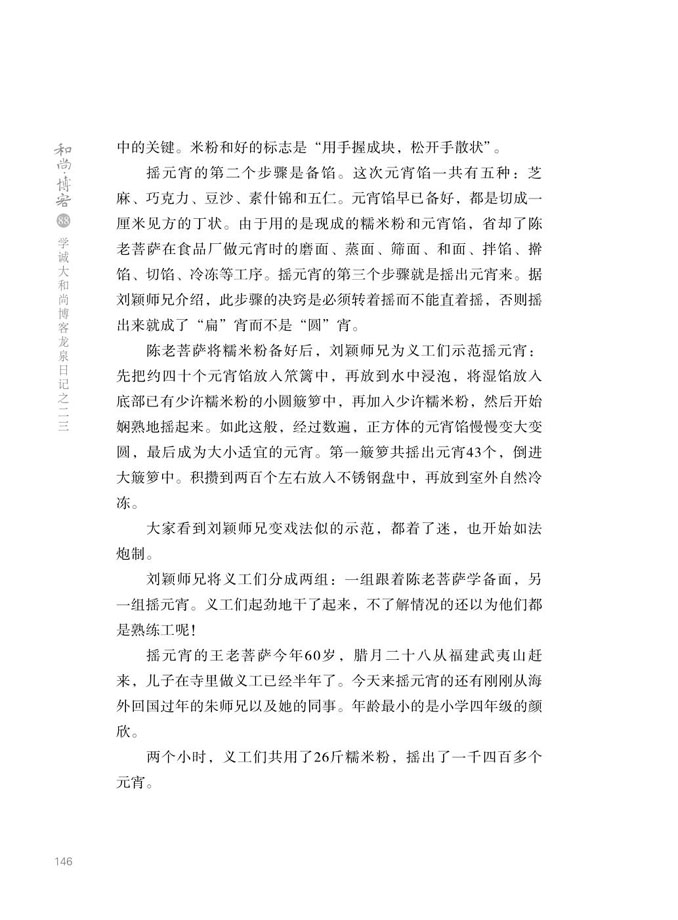 和尚·博客
88
学诚大和尚博客龙泉日记之二三
中的关键。米粉和好的标志是“用手握成块，松开手散状”。
摇元宵的第二个步骤是备馅。这次元宵馅一共有五种：芝
麻、巧克力、豆沙、素什锦和五仁。元宵馅早已备好，都是切成一
厘米见方的丁状。由于用的是现成的糯米粉和元宵馅，省却了陈
老菩萨在食品厂做元宵时的磨面、蒸面、筛面、和面、拌馅、擀
馅、切馅、冷冻等工序。摇元宵的第三个步骤就是摇出元宵来。据
刘颖师兄介绍，此步骤的决窍是必须转着摇而不能直着摇，否则摇
出来就成了“扁”宵而不是“圆”宵。
陈老菩萨将糯米粉备好后，刘颖师兄为义工们示范摇元宵：
先把约四十个元宵馅放入笊篱中，再放到水中浸泡，将湿馅放入
底部已有少许糯米粉的小圆簸箩中，再加入少许糯米粉，然后开始
娴熟地摇起来。如此这般，经过数遍，正方体的元宵馅慢慢变大变
圆，最后成为大小适宜的元宵。第一簸箩共摇出元宵43个，倒进
大簸箩中。积攒到两百个左右放入不锈钢盘中，再放到室外自然冷
冻。
大家看到刘颖师兄变戏法似的示范，都着了迷，也开始如法
炮制。
刘颖师兄将义工们分成两组：一组跟着陈老菩萨学备面，另
一组摇元宵。义工们起劲地干了起来，不了解情况的还以为他们都
是熟练工呢！
摇元宵的王老菩萨今年60岁，腊月二十八从福建武夷山赶
来，儿子在寺里做义工已经半年了。今天来摇元宵的还有刚刚从海
外回国过年的朱师兄以及她的同事。年龄最小的是小学四年级的颜
欣。
两个小时，义工们共用了26斤糯米粉，摇出了一千四百多个
元宵。
146